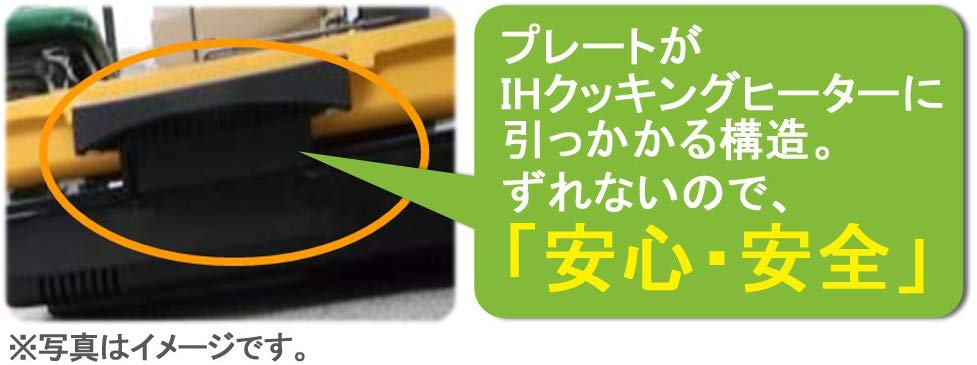 プレートが
IHクッキングヒーターに
引っかかる構造。
ずれないので、
「安心・安全」
※写真はイメージです。